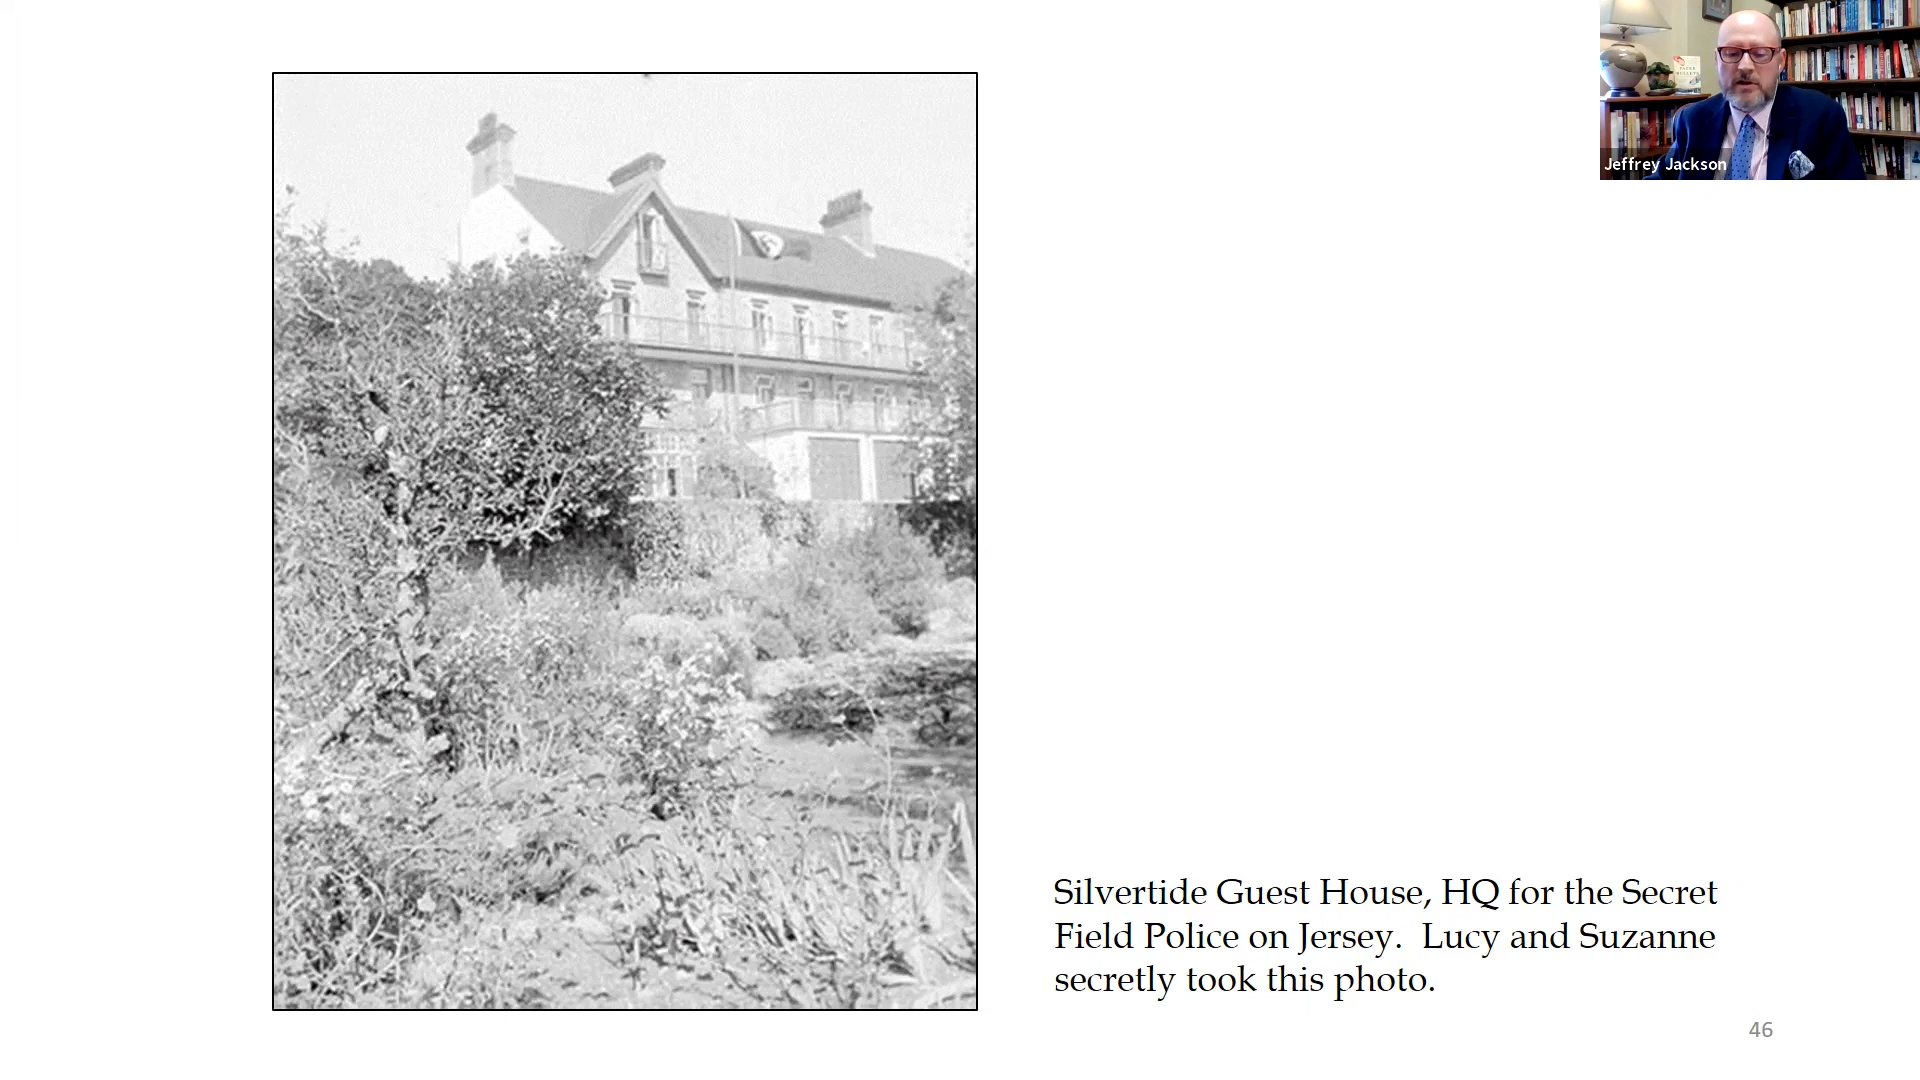 Jeffrey Jackson
Silvertide Guest House, HQ for the Secret
Field Police on Jersey.  Lucy and Suzanne
secretly took this photo.
46